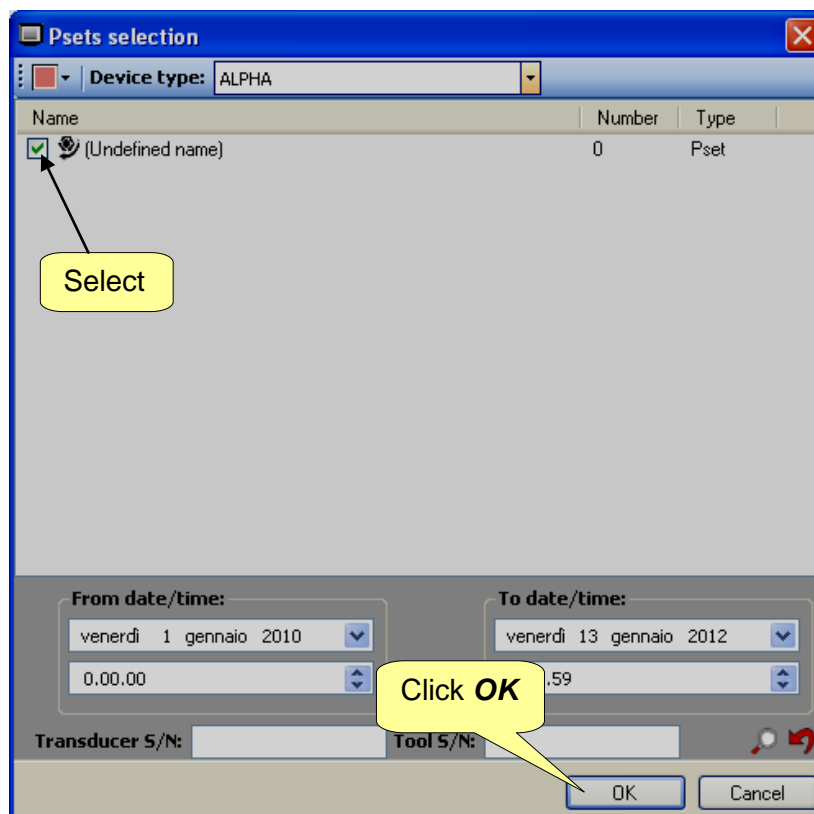 Psets selection
Device type: ALPHA
Name Number Type
(Undefined name) 0 Pset
Select
From date/time: To date/time:
venerdì 1 gennaio 2010 venerdì 13 gennaio 2012
0.00.00 .59
Click OK
Transducer S/N: Tool S/N:
OK Cancel